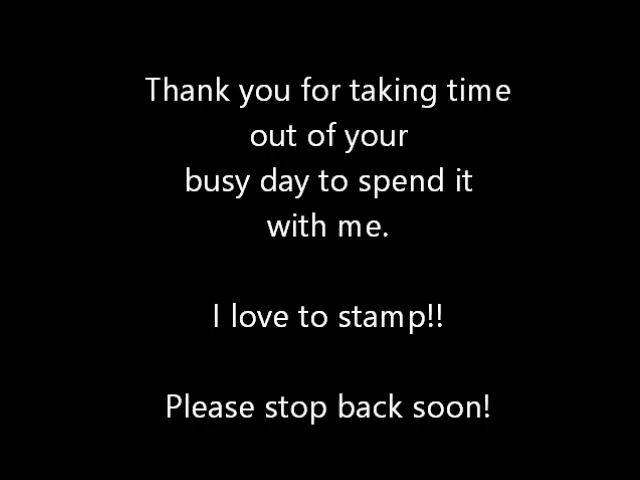 Thank you for taking time
out of your
busy day to spend it
with me.
I love to stamp!!
Please stop back soon!